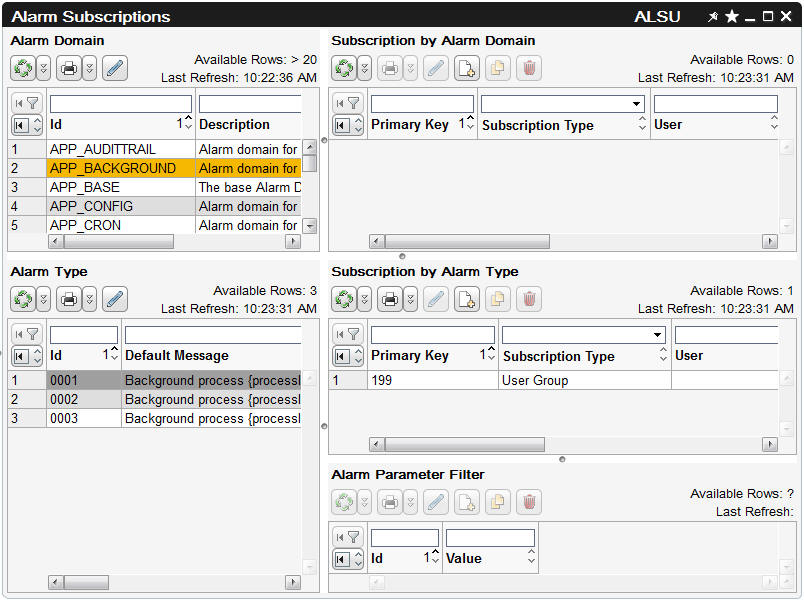 Alarm Subscriptions ALSU
Alarm Domain
Available Rows: > 20
Last Refresh: 10:22:36 AM
Id 1 Description
1 APP_AUDITTRAIL Alarm domain for
2 APP_BACKGROUND Alarm domain for
3 APP_BASE The base Alarm D
4 APP_CONFIG Alarm domain for
5 APP_CRON Alarm domain for
Subscription by Alarm Domain
Available Rows: 0
Last Refresh: 10:23:31 AM
Primary Key 1 Subscription Type User
Alarm Type
Available Rows: 3
Last Refresh: 10:23:31 AM
Id 1 Default Message
1 0001 Background process {processI
2 0002 Background process {processI
3 0003 Background process {processI
Subscription by Alarm Type
Available Rows: 1
Last Refresh: 10:23:31 AM
Primary Key 1 Subscription Type User
1 199 User Group
Alarm Parameter Filter
Available Rows: ?
Last Refresh:
Id 1 Value